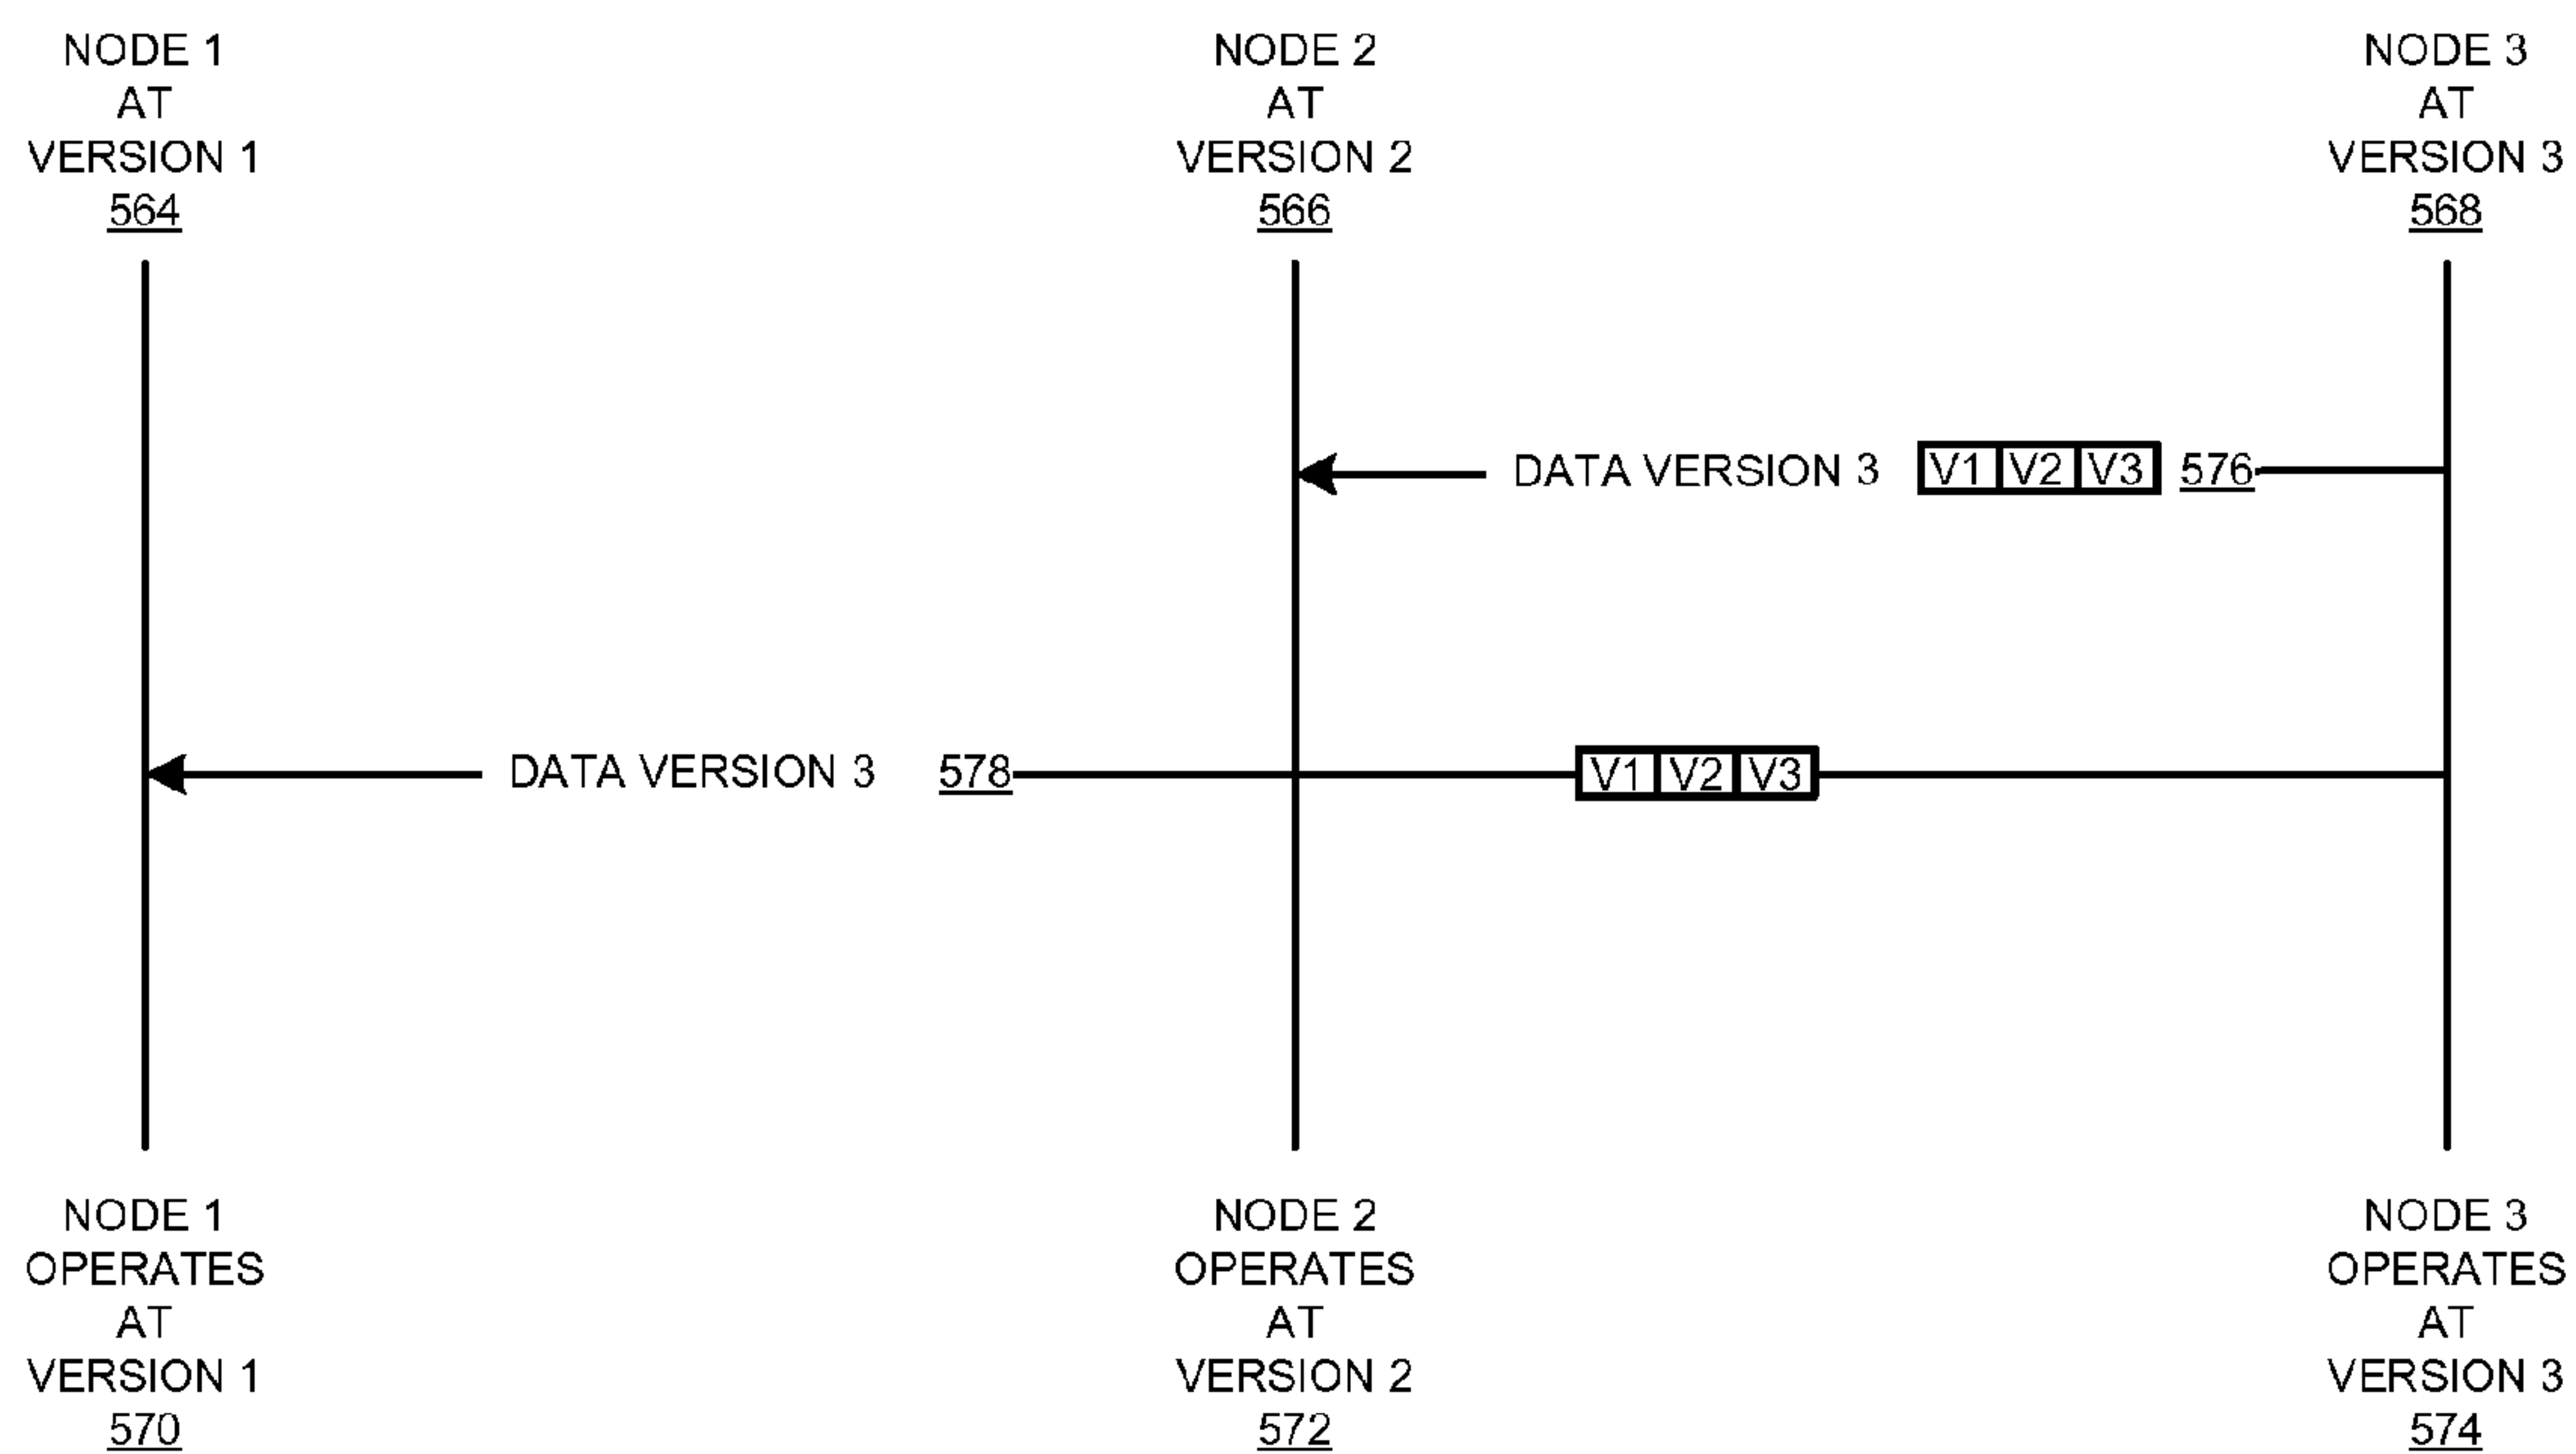 NODE 1
AT
VERSION 1
564
NODE 2
AT
VERSION 2
566
NODE 3
AT
VERSION 3
568
DATA VERSION 3 V1 V2 V3 576
DATA VERSION 3 578 V1 V2 V3
NODE 1
OPERATES
AT
VERSION 1
570
NODE 2
OPERATES
AT
VERSION 2
572
NODE 3
OPERATES
AT
VERSION 3
574